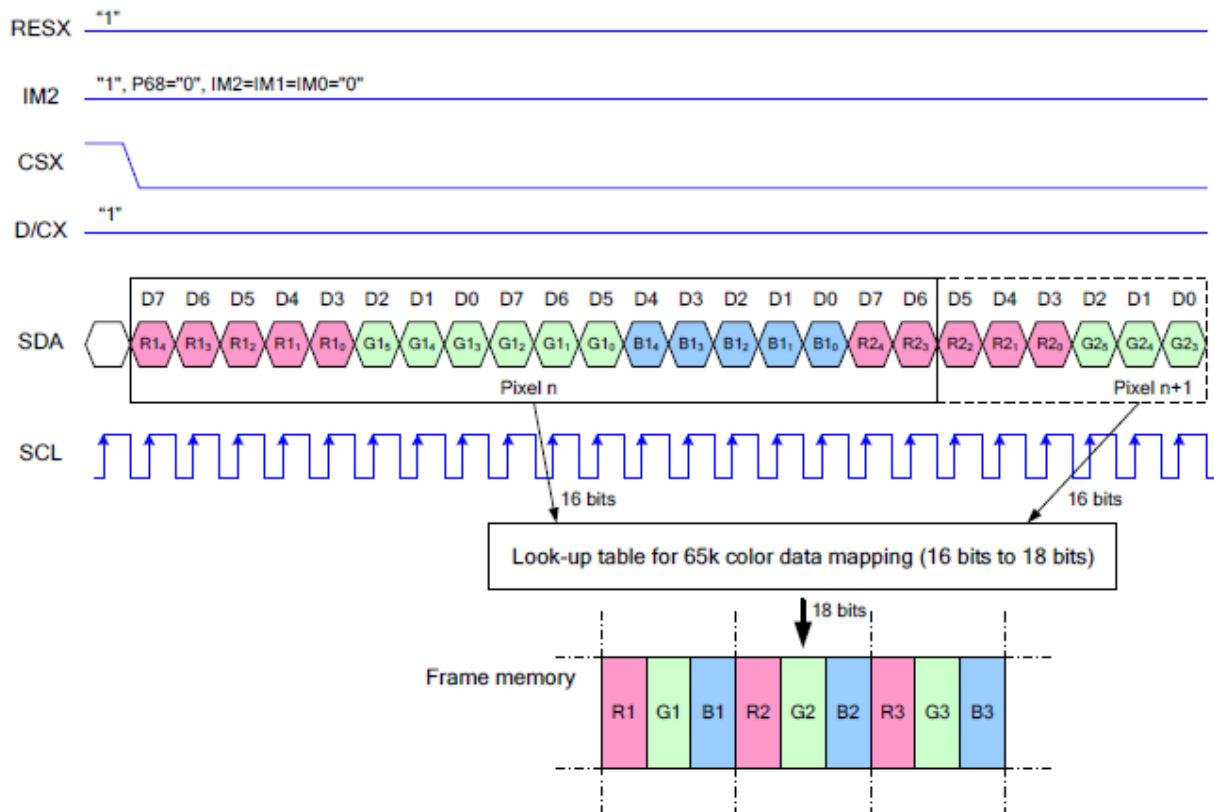 RESX "1"
IM2 "1", P68="0", IM2=IM1=IM0="0"
CSX
D/CX "1"
D7 D6 D5 D4 D3 D2 D1 D0 D7 D6 D5 D4 D3 D2 D1 D0 D7 D6 D5 D4 D3 D2 D1 D0
SDA R1₄ R1₃ R1₂ R1₁ R1₀ G1₅ G1₄ G1₃ G1₂ G1₁ G1₀ B1₄ B1₃ B1₂ B1₁ B1₀ R2₄ R2₃ R2₂ R2₁ R2₀ G2₅ G2₄ G2₃
Pixel n Pixel n+1
SCL
16 bits 16 bits
Look-up table for 65k color data mapping (16 bits to 18 bits)
18 bits
Frame memory
R1 G1 B1 R2 G2 B2 R3 G3 B3